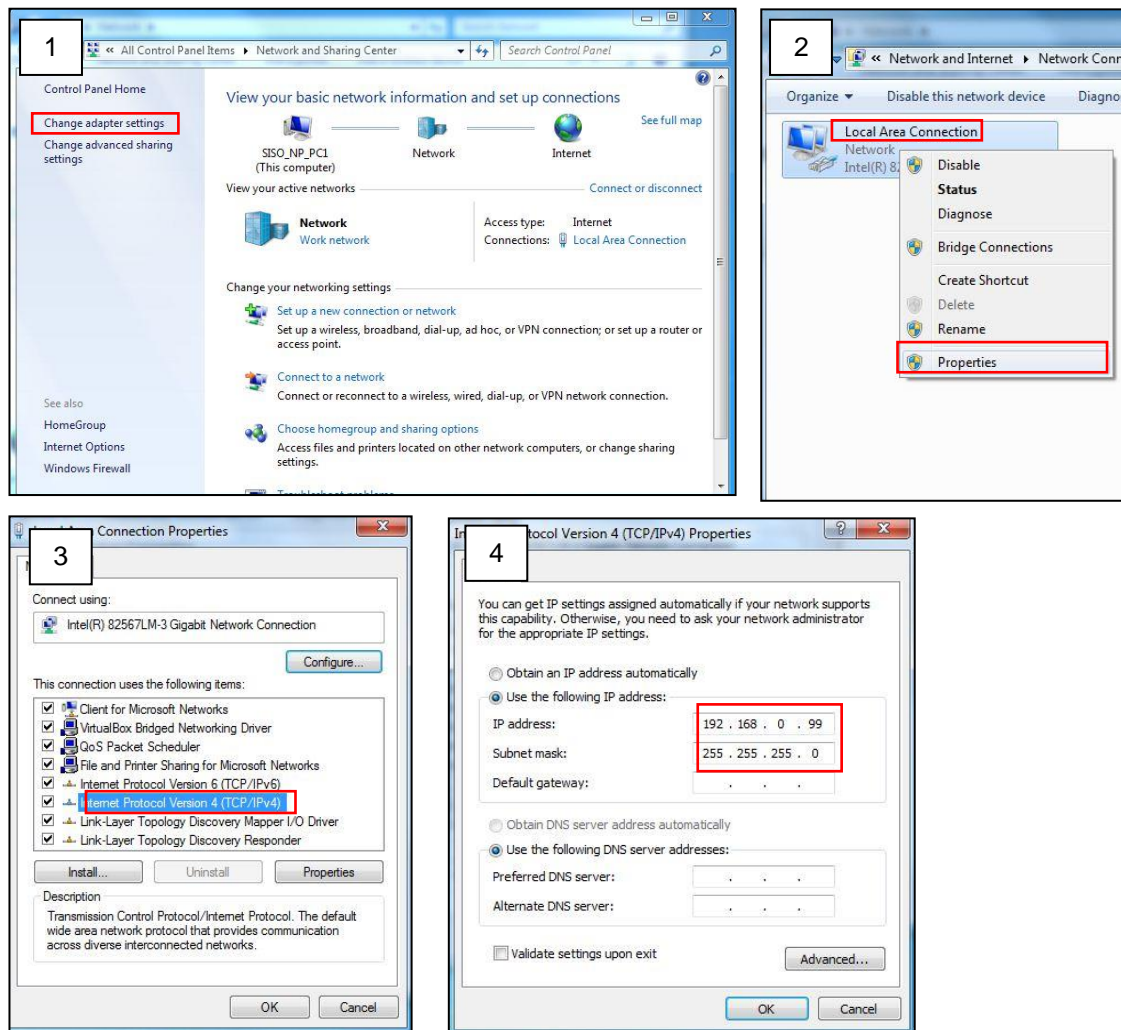 1
« All Control Panel Items ▸ Network and Sharing Center
Search Control Panel
Control Panel Home
Change adapter settings
Change advanced sharing
settings
See also
HomeGroup
Internet Options
Windows Firewall
View your basic network information and set up connections
See full map
SISO_NP_PC1
(This computer)
Network
Internet
View your active networks
Connect or disconnect
Network
Work network
Access type: Internet
Connections: Local Area Connection
Change your networking settings
Set up a new connection or network
Set up a wireless, broadband, dial-up, ad hoc, or VPN connection; or set up a router or
access point.
Connect to a network
Connect or reconnect to a wireless, wired, dial-up, or VPN network connection.
Choose homegroup and sharing options
Access files and printers located on other network computers, or change sharing
settings.
2
« Network and Internet ▸ Network Conn
Organize Disable this network device Diagno
Local Area Connection
Network
Intel(R) 82
Disable
Status
Diagnose
Bridge Connections
Create Shortcut
Delete
Rename
Properties
3
Connection Properties
Connect using:
Intel(R) 82567LM-3 Gigabit Network Connection
Configure...
This connection uses the following items:
Client for Microsoft Networks
VirtualBox Bridged Networking Driver
QoS Packet Scheduler
File and Printer Sharing for Microsoft Networks
Internet Protocol Version 6 (TCP/IPv6)
Internet Protocol Version 4 (TCP/IPv4)
Link-Layer Topology Discovery Mapper I/O Driver
Link-Layer Topology Discovery Responder
Install... Uninstall Properties
Description
Transmission Control Protocol/Internet Protocol. The default
wide area network protocol that provides communication
across diverse interconnected networks.
OK Cancel
4
tocol Version 4 (TCP/IPv4) Properties
You can get IP settings assigned automatically if your network supports
this capability. Otherwise, you need to ask your network administrator
for the appropriate IP settings.
Obtain an IP address automatically
Use the following IP address:
IP address: 192 . 168 . 0 . 99
Subnet mask: 255 . 255 . 255 . 0
Default gateway: . . .
Obtain DNS server address automatically
Use the following DNS server addresses:
Preferred DNS server: . . .
Alternate DNS server: . . .
Validate settings upon exit
Advanced...
OK Cancel